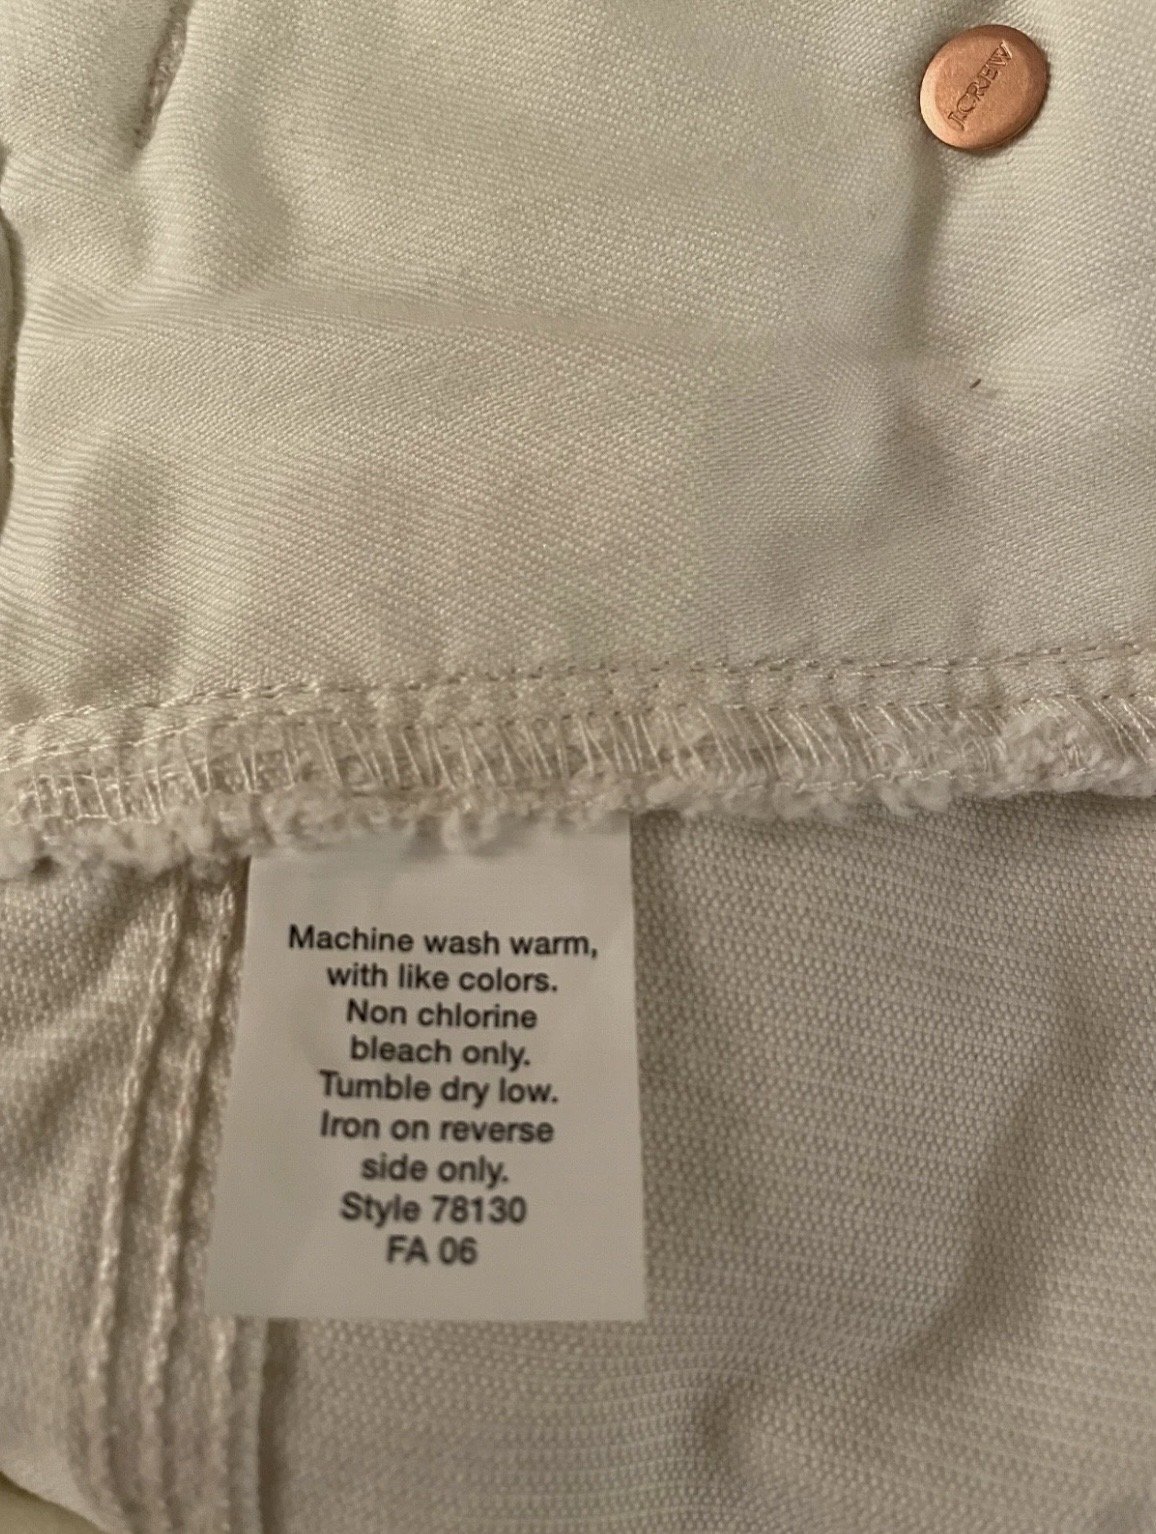 J.CREW
Machine wash warm,
with like colors.
Non chlorine
bleach only.
Tumble dry low.
Iron on reverse
side only.
Style 78130
FA 06